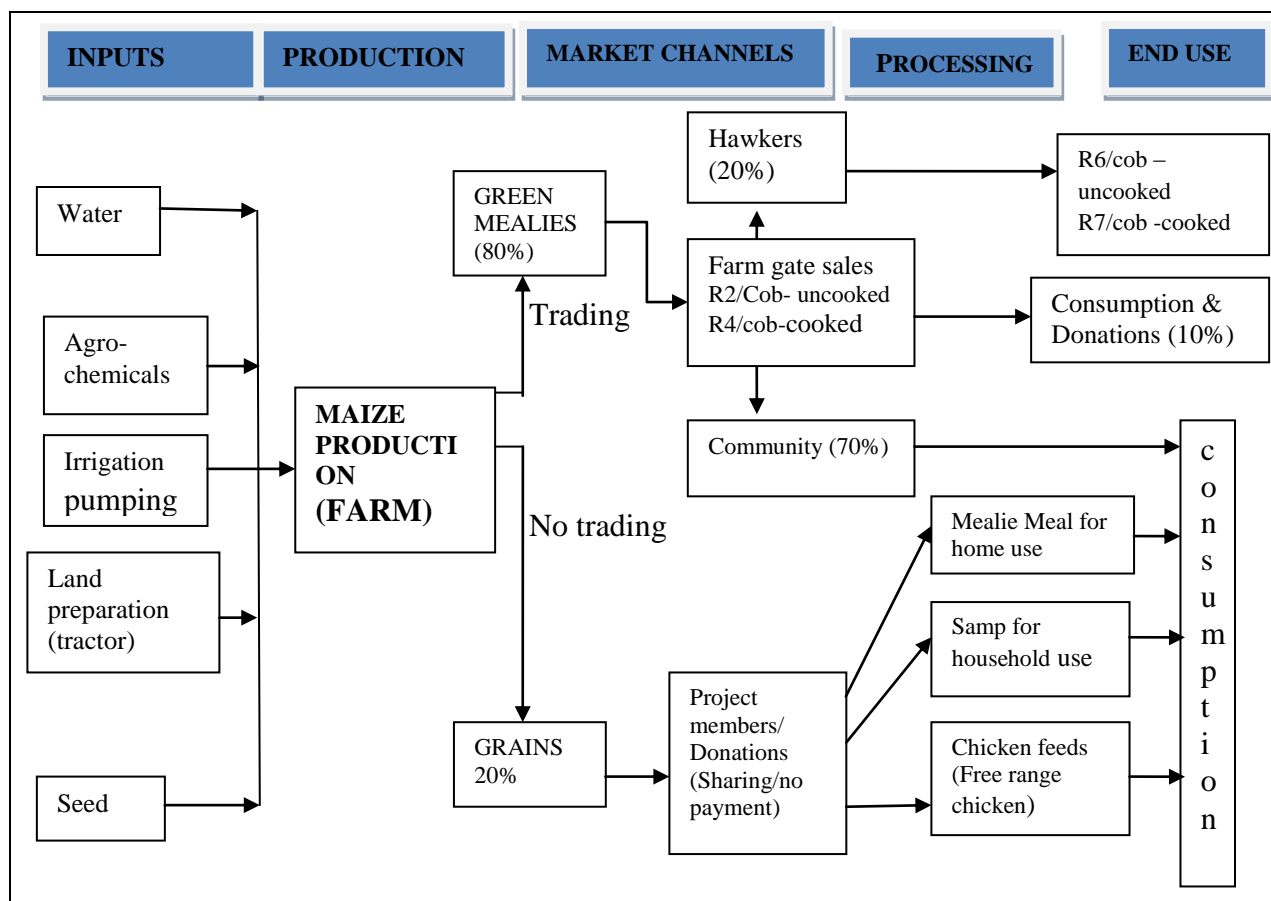 INPUTS
PRODUCTION
MARKET CHANNELS
PROCESSING
END USE
Water
Agro-
chemicals
Irrigation
pumping
Land
preparation
(tractor)
Seed
MAIZE
PRODUCTI
ON
(FARM)
GREEN
MEALIES
(80%)
Trading
No trading
GRAINS
20%
Hawkers
(20%)
Farm gate sales
R2/Cob- uncooked
R4/cob-cooked
Community (70%)
Project
members/
Donations
(Sharing/no
payment)
Mealie Meal for
home use
Samp for
household use
Chicken feeds
(Free range
chicken)
R6/cob –
uncooked
R7/cob -cooked
Consumption &
Donations (10%)
c
o
n
s
u
m
p
t
i
o
n